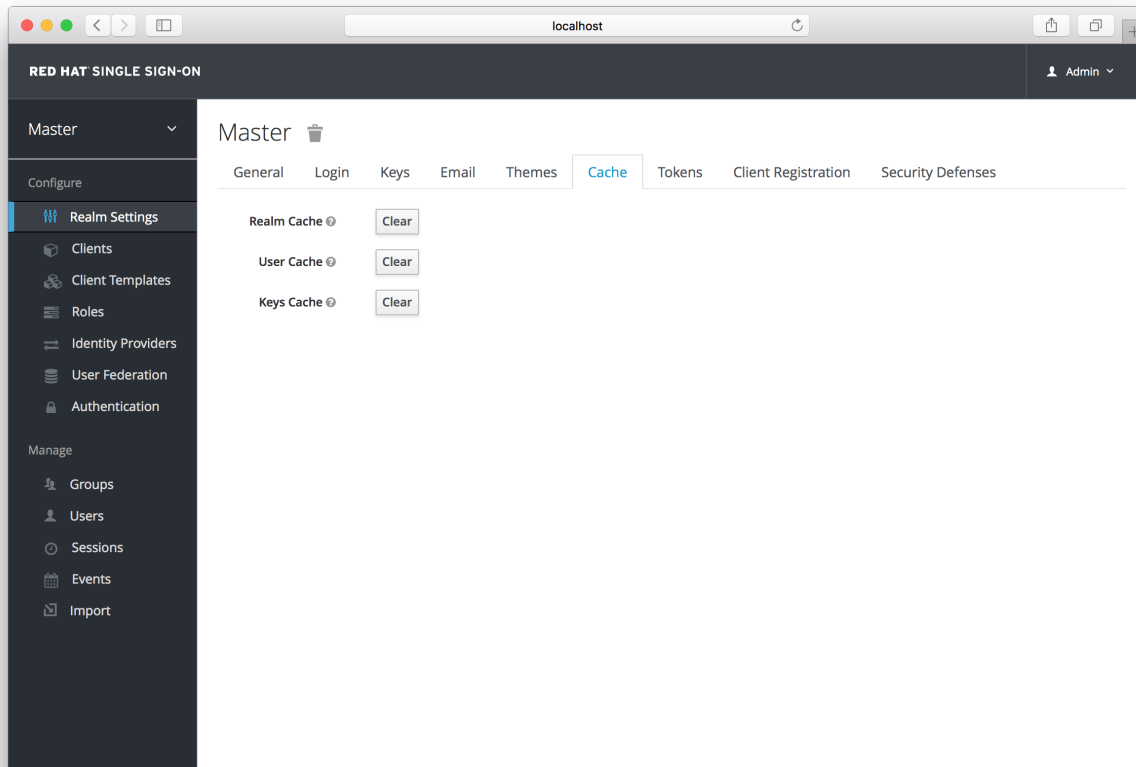 localhost
RED HAT SINGLE SIGN-ON
Admin
Master
Configure
Realm Settings
Clients
Client Templates
Roles
Identity Providers
User Federation
Authentication
Manage
Groups
Users
Sessions
Events
Import
Master
General Login Keys Email Themes Cache Tokens Client Registration Security Defenses
Realm Cache Clear
User Cache Clear
Keys Cache Clear